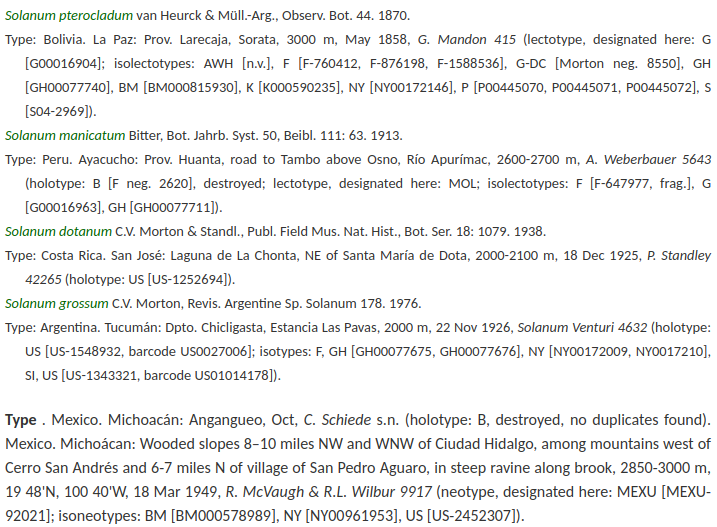 Solanum pterocladum van Heurck & Müll.-Arg., Observ. Bot. 44. 1870.
Type: Bolivia. La Paz: Prov. Larecaja, Sorata, 3000 m, May 1858, G. Mandon 415 (lectotype, designated here: G
[G00016904]; isolectotypes: AWH [n.v.], F [F-760412, F-876198, F-1588536], G-DC [Morton neg. 8550], GH
[GH00077740], BM [BM000815930], K [K000590235], NY [NY00172146], P [P00445070, P00445071, P00445072], S
[S04-2969]).
Solanum manicatum Bitter, Bot. Jahrb. Syst. 50, Beibl. 111: 63. 1913.
Type: Peru. Ayacucho: Prov. Huanta, road to Tambo above Osno, Río Apurímac, 2600-2700 m, A. Weberbauer 5643
(holotype: B [F neg. 2620], destroyed; lectotype, designated here: MOL; isolectotypes: F [F-647977, frag.], G
[G00016963], GH [GH00077711]).
Solanum dotanum C.V. Morton & Standl., Publ. Field Mus. Nat. Hist., Bot. Ser. 18: 1079. 1938.
Type: Costa Rica. San José: Laguna de La Chonta, NE of Santa María de Dota, 2000-2100 m, 18 Dec 1925, P. Standley
42265 (holotype: US [US-1252694]).
Solanum grossum C.V. Morton, Revis. Argentine Sp. Solanum 178. 1976.
Type: Argentina. Tucumán: Dpto. Chicligasta, Estancia Las Pavas, 2000 m, 22 Nov 1926, Solanum Venturi 4632 (holotype:
US [US-1548932, barcode US0027006]; isotypes: F, GH [GH00077675, GH00077676], NY [NY00172009, NY0017210],
SI, US [US-1343321, barcode US01014178]).
Type . Mexico. Michoacán: Angangueo, Oct, C. Schiede s.n. (holotype: B, destroyed, no duplicates found).
Mexico. Michoácan: Wooded slopes 8–10 miles NW and WNW of Ciudad Hidalgo, among mountains west of
Cerro San Andrés and 6-7 miles N of village of San Pedro Aguaro, in steep ravine along brook, 2850-3000 m,
19 48'N, 100 40'W, 18 Mar 1949, R. McVaugh & R.L. Wilbur 9917 (neotype, designated here: MEXU [MEXU-
92021]; isoneotypes: BM [BM000578989], NY [NY00961953], US [US-2452307]).